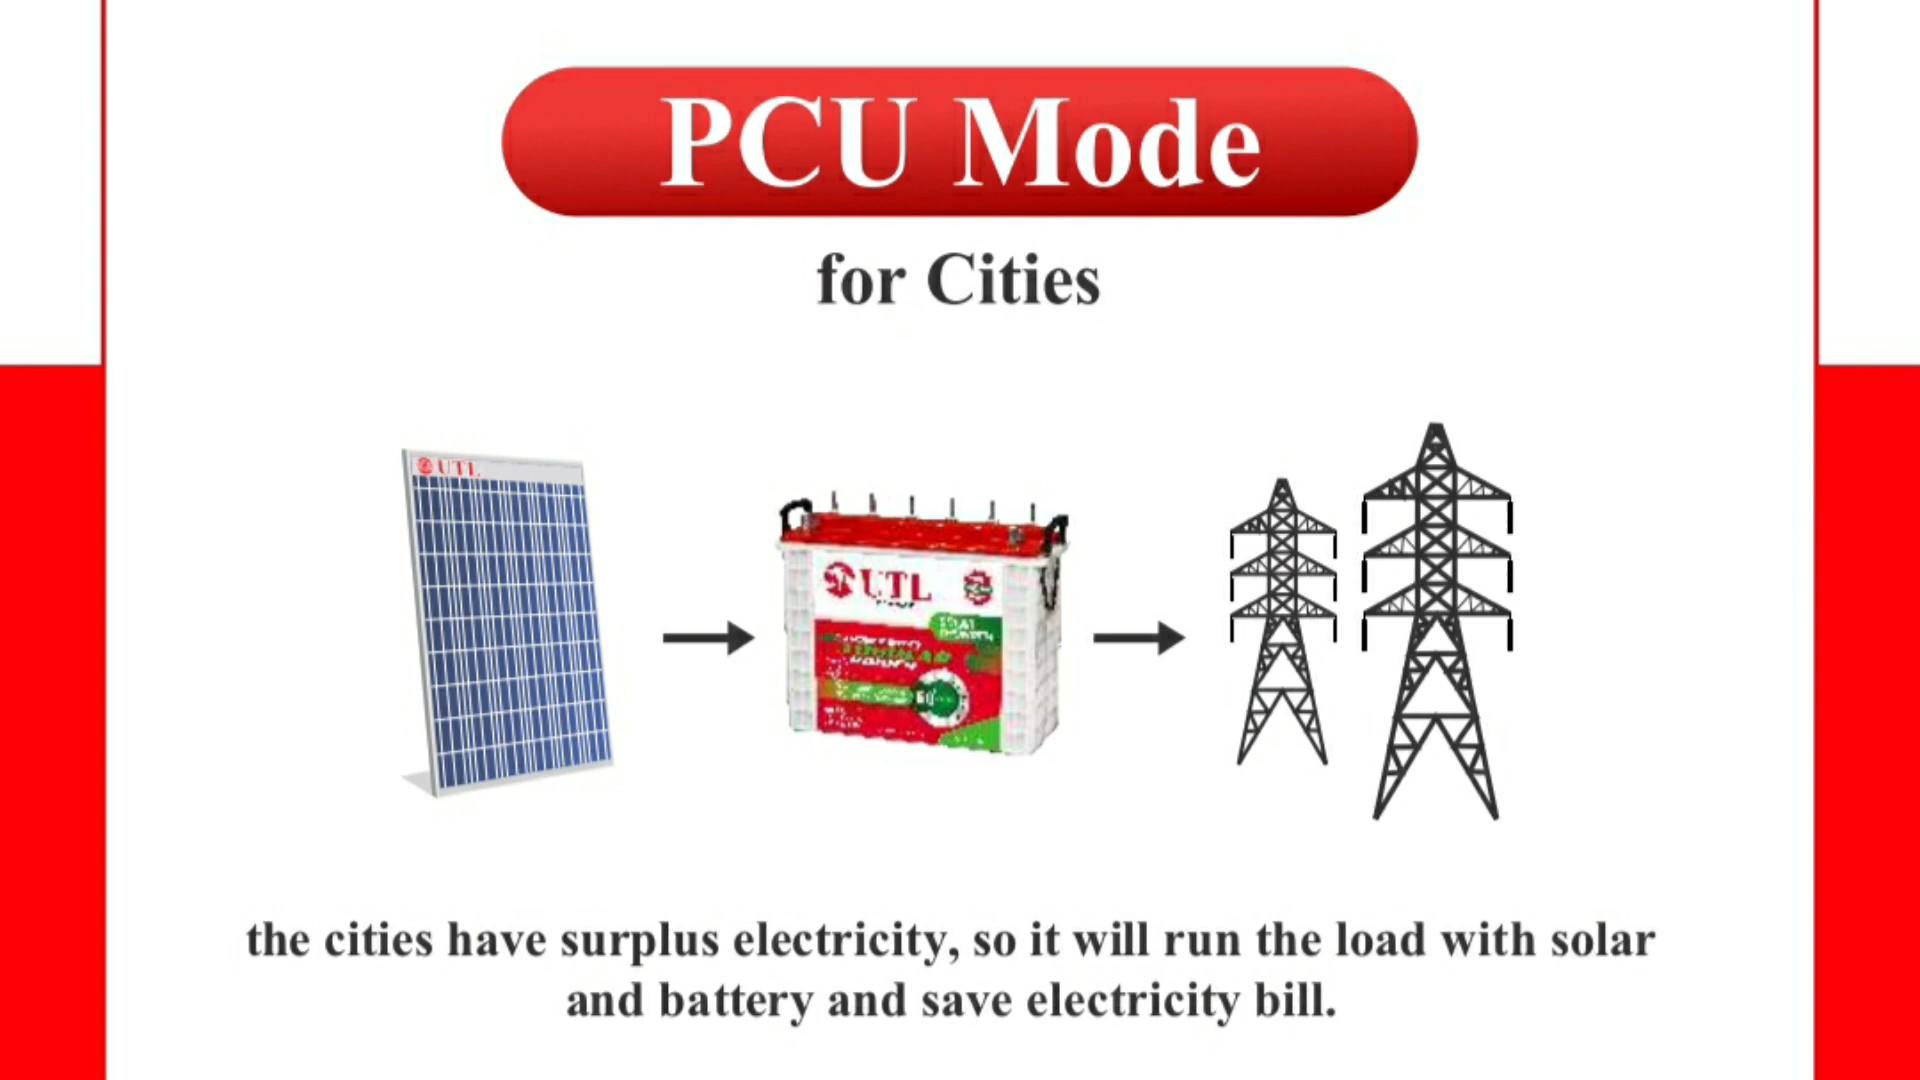 PCU Mode
for Cities
UTL
UTL
the cities have surplus electricity, so it will run the load with solar
and battery and save electricity bill.